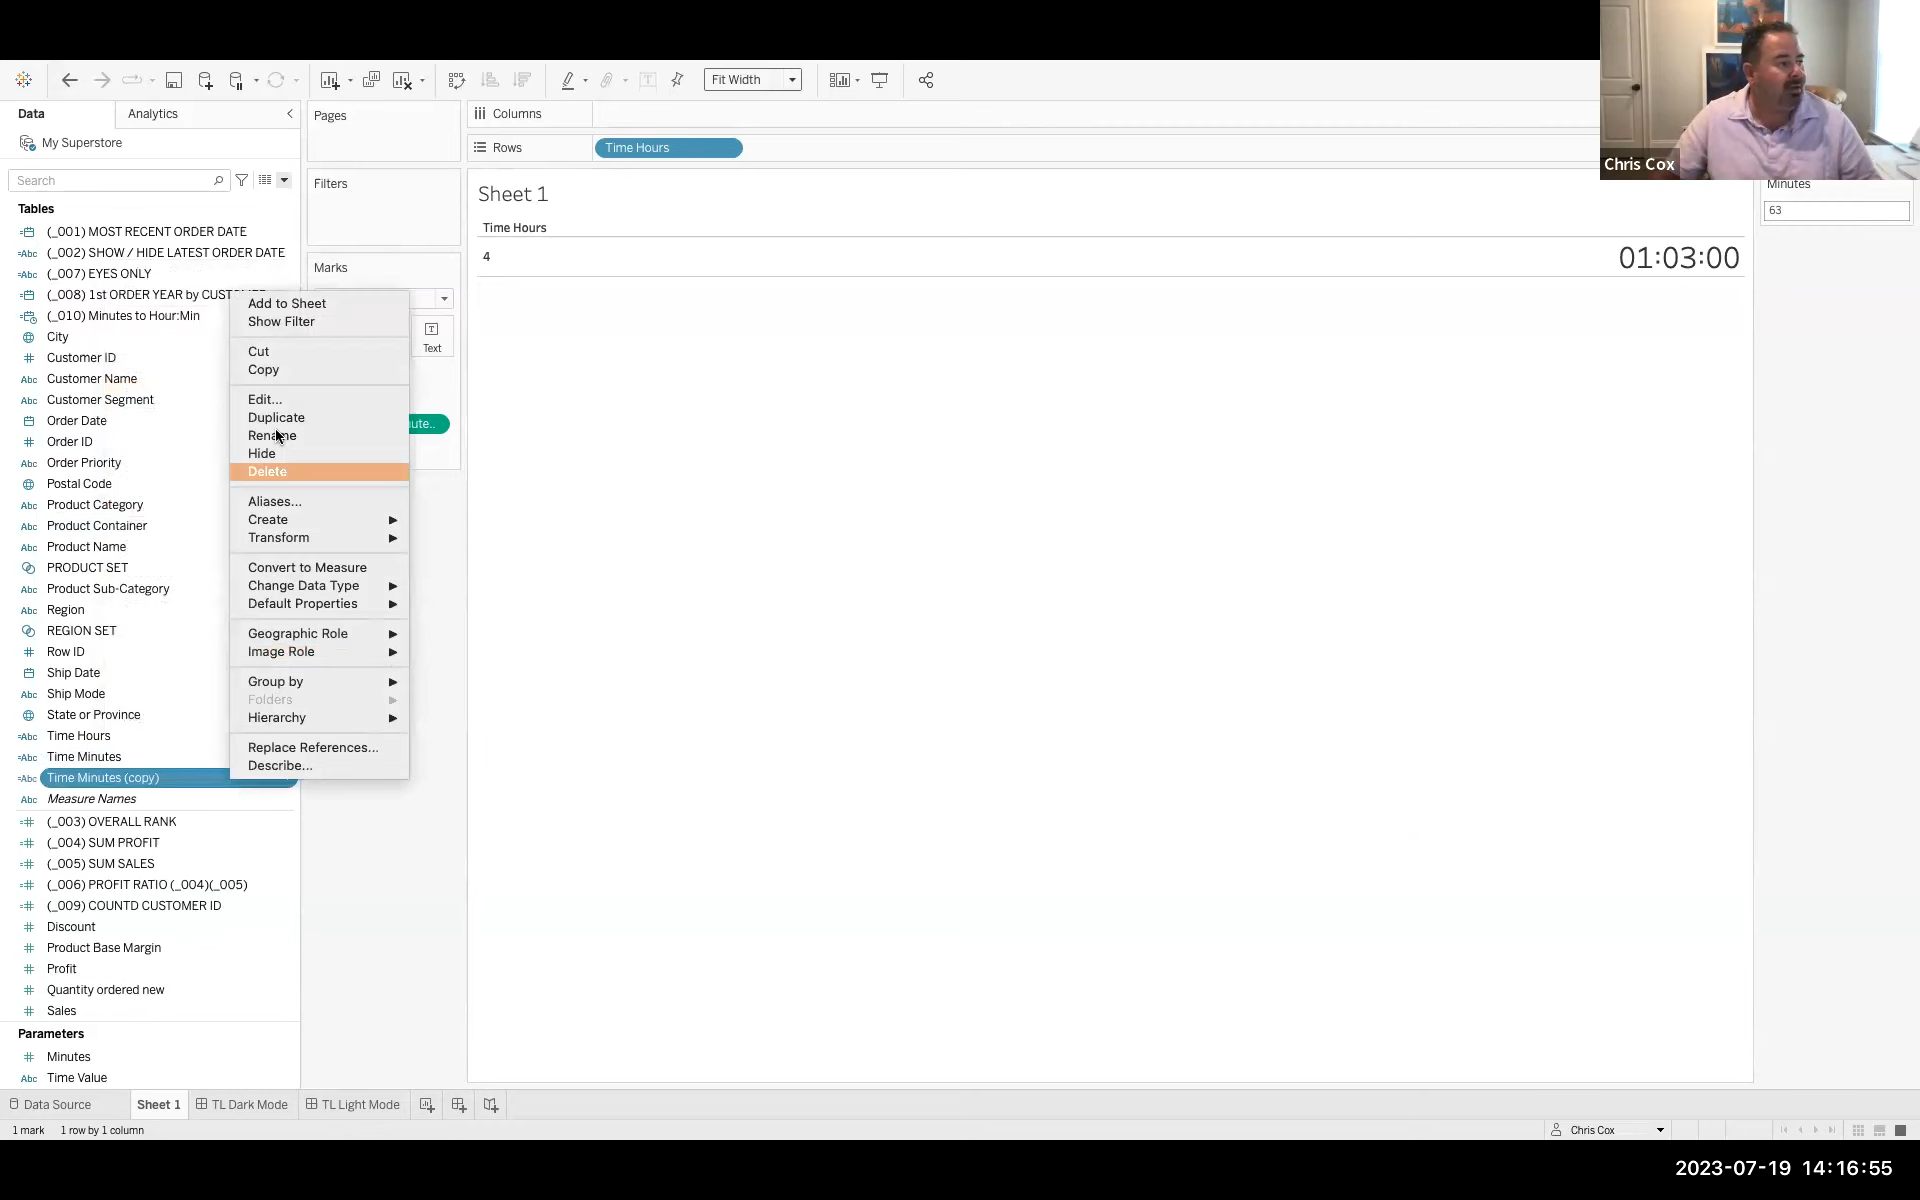 Fit Width
Data
Analytics
My Superstore
Search
Tables
(_001) MOST RECENT ORDER DATE
(_002) SHOW / HIDE LATEST ORDER DATE
(_007) EYES ONLY
(_008) 1st ORDER YEAR by
(_010) Minutes to Hour:Min
City
Customer ID
Customer Name
Customer Segment
Order Date
Order ID
Order Priority
Postal Code
Product Category
Product Container
Product Name
PRODUCT SET
Product Sub-Category
Region
REGION SET
Row ID
Ship Date
Ship Mode
State or Province
Time Hours
Time Minutes
Time Minutes (copy)
Measure Names
(_003) OVERALL RANK
(_004) SUM PROFIT
(_005) SUM SALES
(_006) PROFIT RATIO (_004)(_005)
(_009) COUNTD CUSTOMER ID
Discount
Product Base Margin
Profit
Quantity ordered new
Sales
Parameters
Minutes
Time Value
Add to Sheet
Show Filter
Cut
Copy
Edit...
Duplicate
Rename
Hide
Delete
Aliases...
Create
Transform
Convert to Measure
Change Data Type
Default Properties
Geographic Role
Image Role
Group by
Folders
Hierarchy
Replace References...
Describe...
Pages
Filters
Marks
Text
ute..
Columns
Rows
Time Hours
Sheet 1
Time Hours
4
01:03:00
Chris Cox
Minutes
63
Data Source
Sheet 1
TL Dark Mode
TL Light Mode
1 mark
1 row by 1 column
Chris Cox
2023-07-19 14:16:55